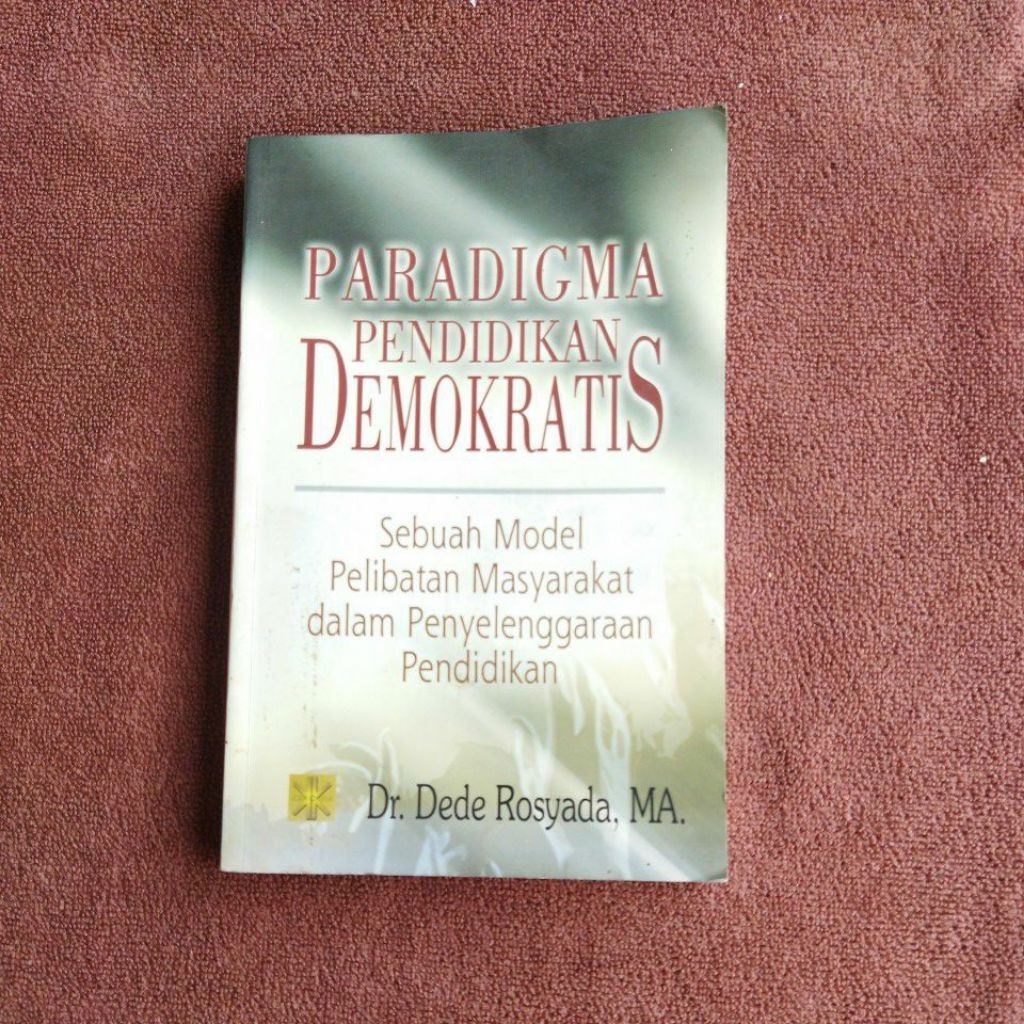 PARADIGMA
PENDIDIKAN
DEMOKRATIS
Sebuah Model
Pelibatan Masyarakat
dalam Penyelenggaraan
Pendidikan
Dr. Dede Rosyada, MA.